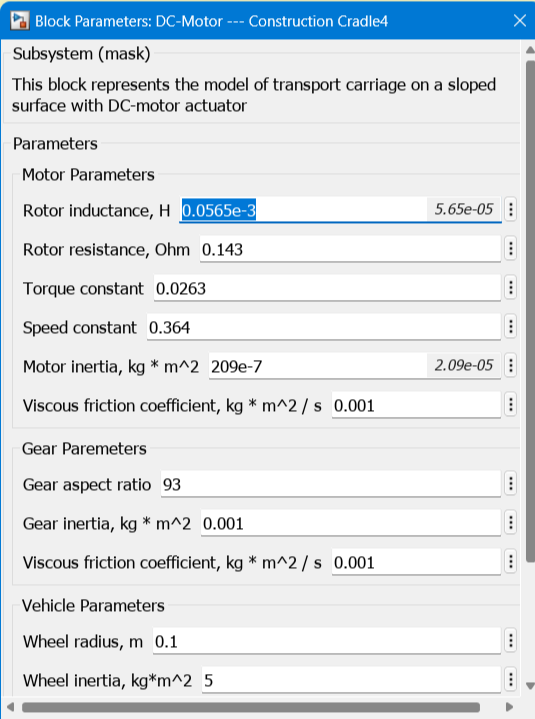 Block Parameters: DC-Motor --- Construction Cradle4
Subsystem (mask)
This block represents the model of transport carriage on a sloped
surface with DC-motor actuator
Parameters
Motor Parameters
Rotor inductance, H 0.0565e-3 5.65e-05
Rotor resistance, Ohm 0.143
Torque constant 0.0263
Speed constant 0.364
Motor inertia, kg * m^2 209e-7 2.09e-05
Viscous friction coefficient, kg * m^2 / s 0.001
Gear Paremeters
Gear aspect ratio 93
Gear inertia, kg * m^2 0.001
Viscous friction coefficient, kg * m^2 / s 0.001
Vehicle Parameters
Wheel radius, m 0.1
Wheel inertia, kg*m^2 5